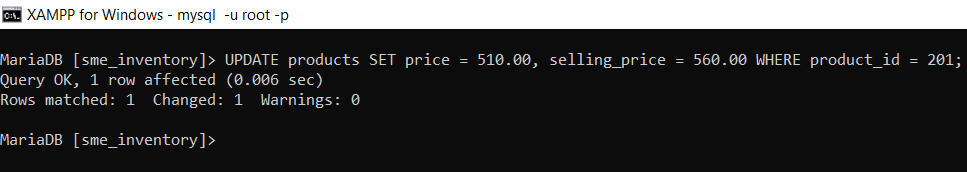 XAMPP for Windows - mysql  -u root -p
MariaDB [sme_inventory]> UPDATE products SET price = 510.00, selling_price = 560.00 WHERE product_id = 201;
Query OK, 1 row affected (0.006 sec)
Rows matched: 1  Changed: 1  Warnings: 0
MariaDB [sme_inventory]>